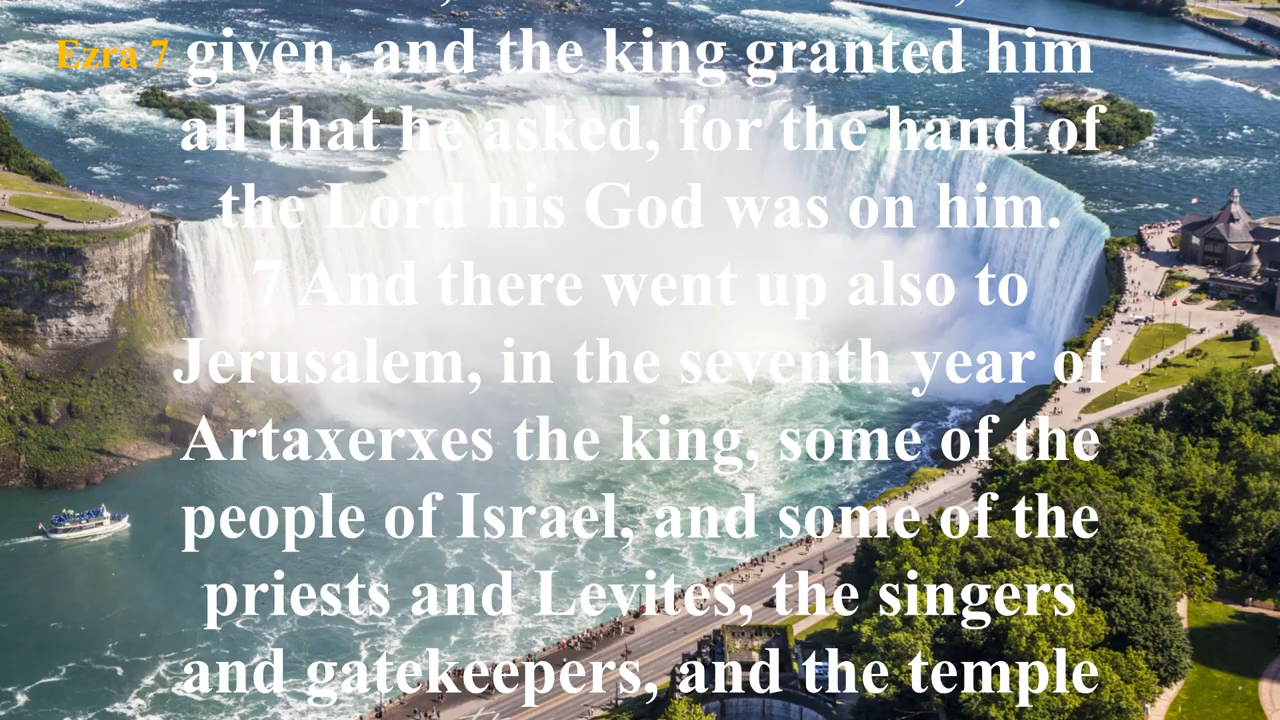 Ezra 7
given, and the king granted him
all that he asked, for the hand of
the Lord his God was on him.
7 And there went up also to
Jerusalem, in the seventh year of
Artaxerxes the king, some of the
people of Israel, and some of the
priests and Levites, the singers
and gatekeepers, and the temple